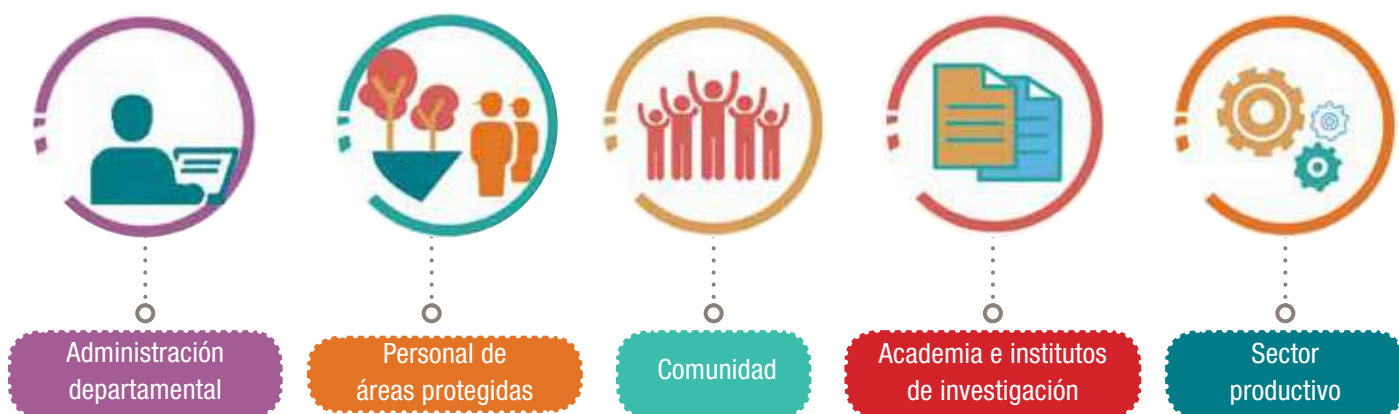 Administración
departamental
Personal de
áreas protegidas
Comunidad
Academia e institutos
de investigación
Sector
productivo